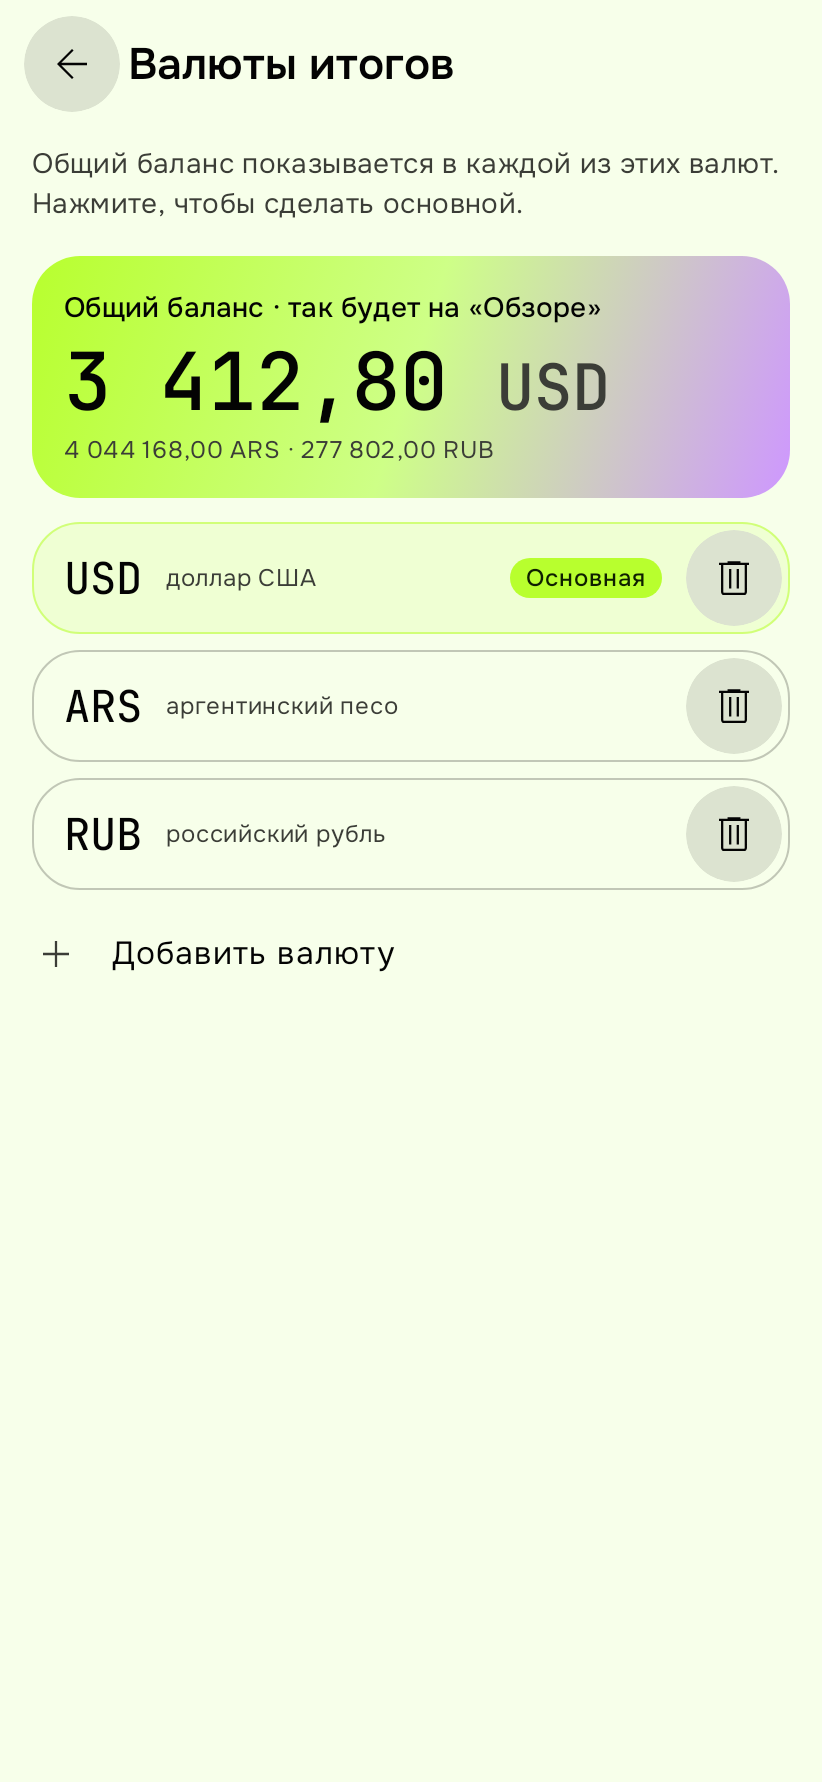 Валюты итогов
Общий баланс показывается в каждой из этих валют.
Нажмите, чтобы сделать основной.
Общий баланс · так будет на «Обзоре»
3 412,80 USD
4 044 168,00 ARS · 277 802,00 RUB
USD доллар США Основная
ARS аргентинский песо
RUB российский рубль
Добавить валюту